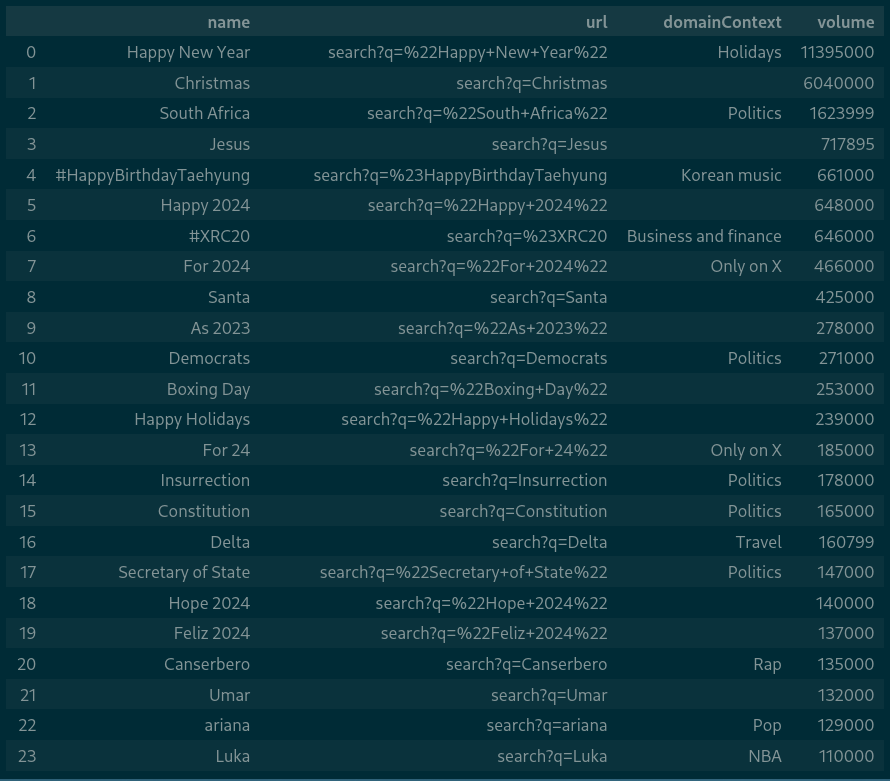 name url domainContext volume
0 Happy New Year search?q=%22Happy+New+Year%22 Holidays 11395000
1 Christmas search?q=Christmas 6040000
2 South Africa search?q=%22South+Africa%22 Politics 1623999
3 Jesus search?q=Jesus 717895
4 #HappyBirthdayTaehyung search?q=%23HappyBirthdayTaehyung Korean music 661000
5 Happy 2024 search?q=%22Happy+2024%22 648000
6 #XRC20 search?q=%23XRC20 Business and finance 646000
7 For 2024 search?q=%22For+2024%22 Only on X 466000
8 Santa search?q=Santa 425000
9 As 2023 search?q=%22As+2023%22 278000
10 Democrats search?q=Democrats Politics 271000
11 Boxing Day search?q=%22Boxing+Day%22 253000
12 Happy Holidays search?q=%22Happy+Holidays%22 239000
13 For 24 search?q=%22For+24%22 Only on X 185000
14 Insurrection search?q=Insurrection Politics 178000
15 Constitution search?q=Constitution Politics 165000
16 Delta search?q=Delta Travel 160799
17 Secretary of State search?q=%22Secretary+of+State%22 Politics 147000
18 Hope 2024 search?q=%22Hope+2024%22 140000
19 Feliz 2024 search?q=%22Feliz+2024%22 137000
20 Canserbero search?q=Canserbero Rap 135000
21 Umar search?q=Umar 132000
22 ariana search?q=ariana Pop 129000
23 Luka search?q=Luka NBA 110000